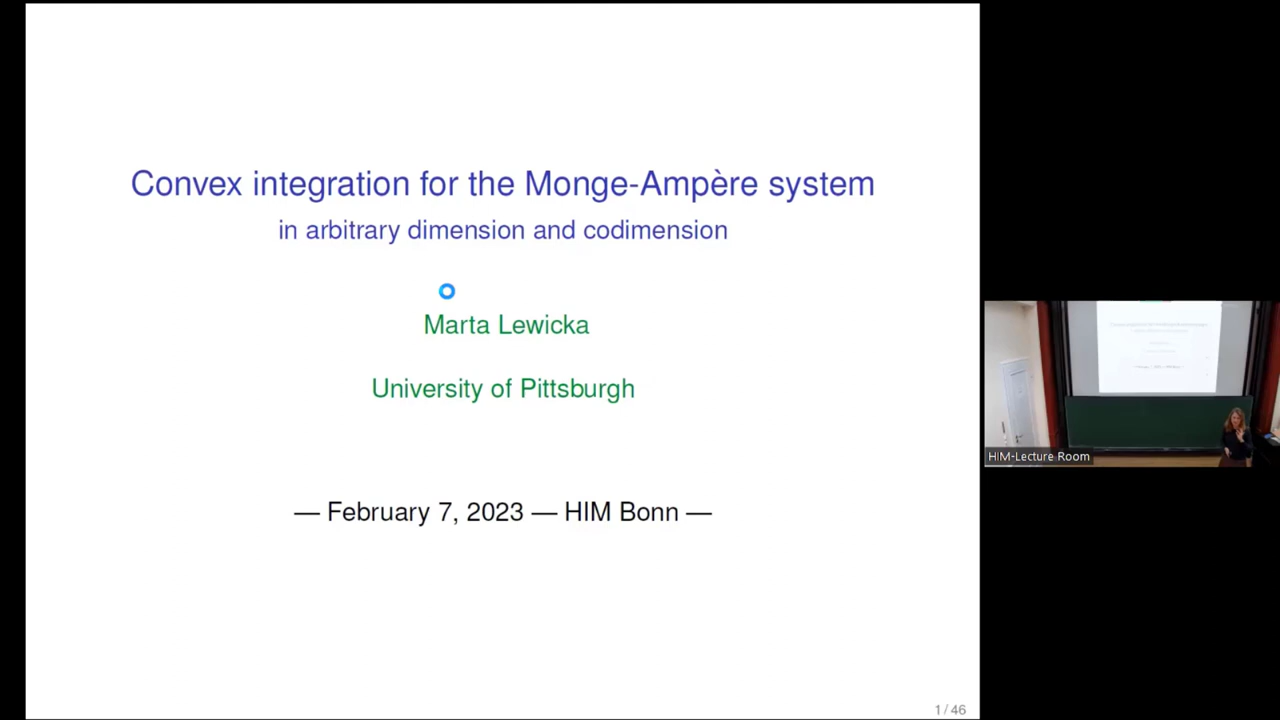 Convex integration for the Monge-Ampère system
in arbitrary dimension and codimension
Marta Lewicka
University of Pittsburgh
— February 7, 2023 — HIM Bonn —
1 / 46
HIM-Lecture Room